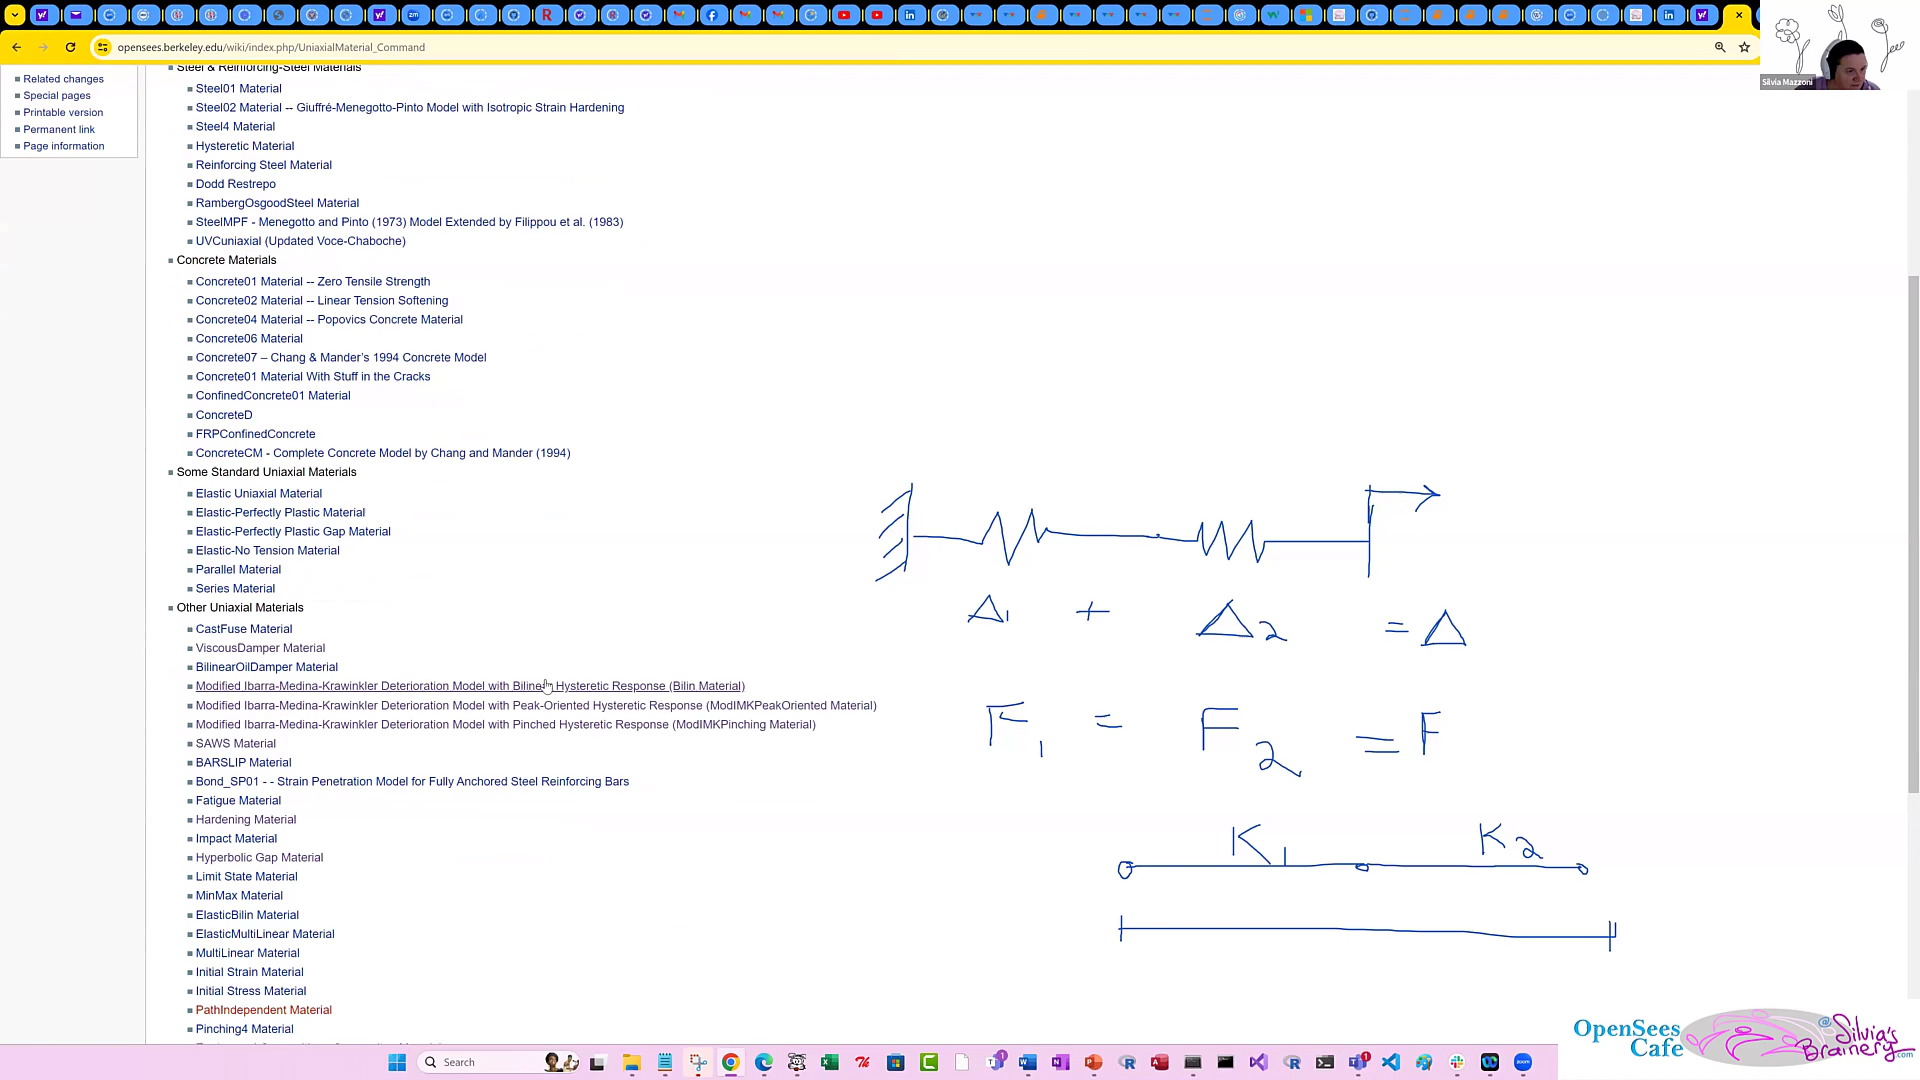 opensees.berkeley.edu/wiki/index.php/UniaxialMaterial_Command
Silvia Mazzoni
Related changes
Special pages
Printable version
Permanent link
Page information
Steel & Reinforcing-Steel Materials
Steel01 Material
Steel02 Material -- Giuffré-Menegotto-Pinto Model with Isotropic Strain Hardening
Steel4 Material
Hysteretic Material
Reinforcing Steel Material
Dodd Restrepo
RambergOsgoodSteel Material
SteelMPF - Menegotto and Pinto (1973) Model Extended by Filippou et al. (1983)
UVCuniaxial (Updated Voce-Chaboche)
Concrete Materials
Concrete01 Material -- Zero Tensile Strength
Concrete02 Material -- Linear Tension Softening
Concrete04 Material -- Popovics Concrete Material
Concrete06 Material
Concrete07 – Chang & Mander's 1994 Concrete Model
Concrete01 Material With Stuff in the Cracks
ConfinedConcrete01 Material
ConcreteD
FRPConfinedConcrete
ConcreteCM - Complete Concrete Model by Chang and Mander (1994)
Some Standard Uniaxial Materials
Elastic Uniaxial Material
Elastic-Perfectly Plastic Material
Elastic-Perfectly Plastic Gap Material
Elastic-No Tension Material
Parallel Material
Series Material
Other Uniaxial Materials
CastFuse Material
ViscousDamper Material
BilinearOilDamper Material
Modified Ibarra-Medina-Krawinkler Deterioration Model with Biline Hysteretic Response (Bilin Material)
Modified Ibarra-Medina-Krawinkler Deterioration Model with Peak-Oriented Hysteretic Response (ModIMKPeakOriented Material)
Modified Ibarra-Medina-Krawinkler Deterioration Model with Pinched Hysteretic Response (ModIMKPinching Material)
SAWS Material
BARSLIP Material
Bond_SP01 - - Strain Penetration Model for Fully Anchored Steel Reinforcing Bars
Fatigue Material
Hardening Material
Impact Material
Hyperbolic Gap Material
Limit State Material
MinMax Material
ElasticBilin Material
ElasticMultiLinear Material
MultiLinear Material
Initial Strain Material
Initial Stress Material
PathIndependent Material
Pinching4 Material
Δ1 + Δ2 = Δ
F1 = F2 = F
K1 K2
OpenSees
Cafe
@Silvia's
Brainery.com
Search